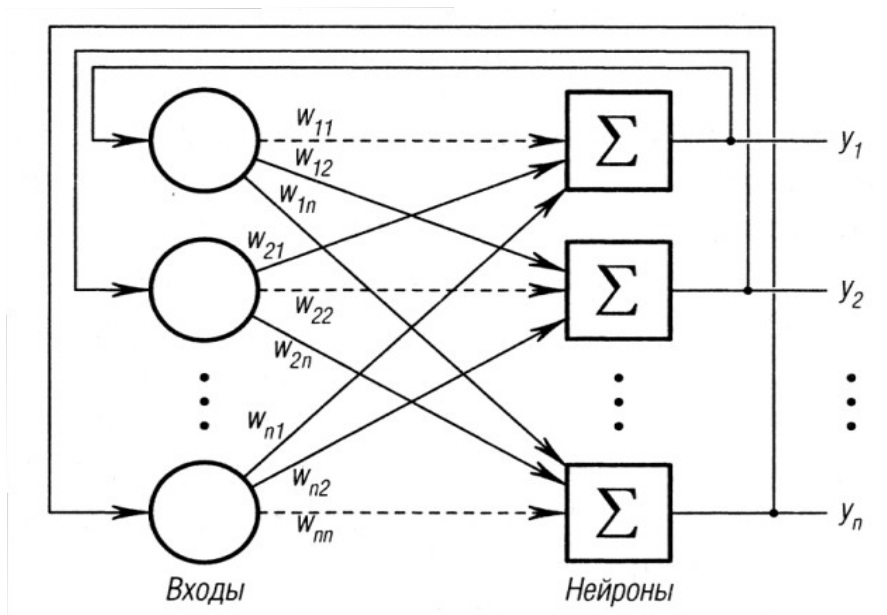 w11
w12
w1n
Σ
y1
w21
w22
w2n
Σ
y2
wn1
wn2
wnn
Σ
yn
Входы
Нейроны